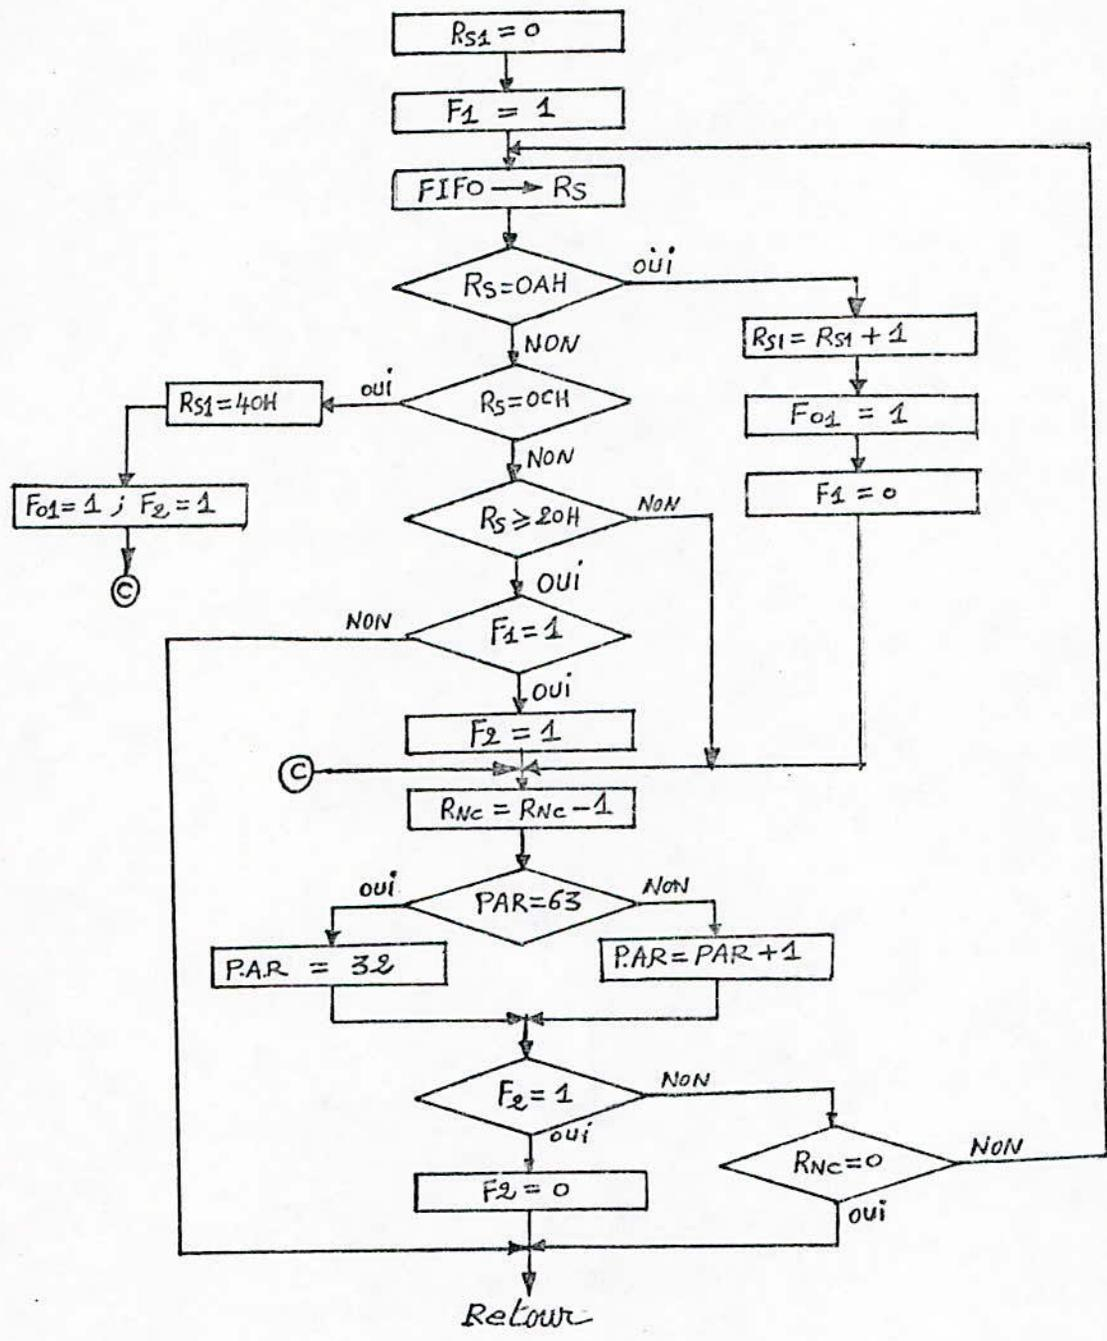 RS1 = 0
F1 = 1
FIFO → RS
RS=0AH
oui
NON
RS1 = RS1 + 1
F01 = 1
F1 = 0
RS=0CH
oui
RS1=40H
F01=1 ; F2=1
C
NON
RS≥20H
NON
OUi
F1=1
NON
OUi
F2 = 1
C
RNC = RNC - 1
PAR=63
oui
NON
P.A.R = 32
P.AR = PAR + 1
F2 = 1
NON
OUi
RNC=0
NON
OUi
F2 = 0
Retour